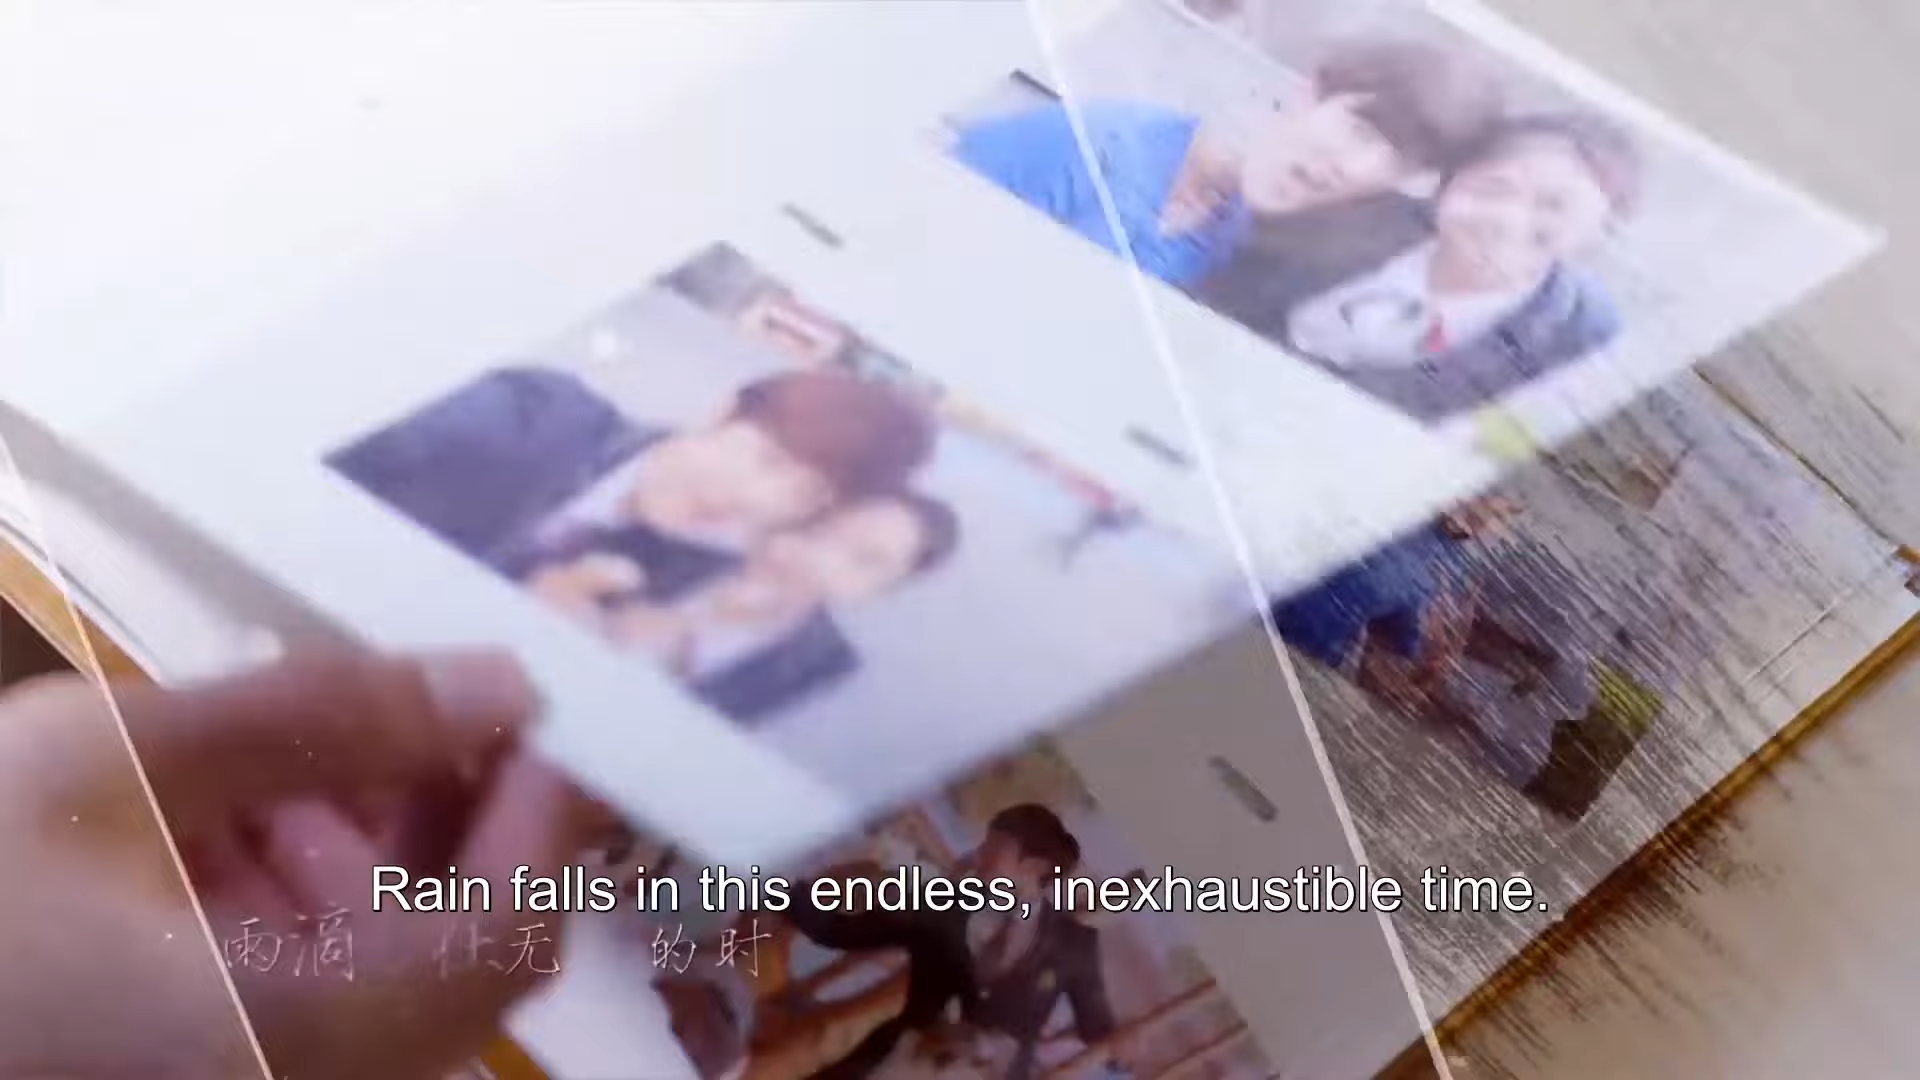 Rain falls in this endless, inexhaustible time.
雨滴 无 的时